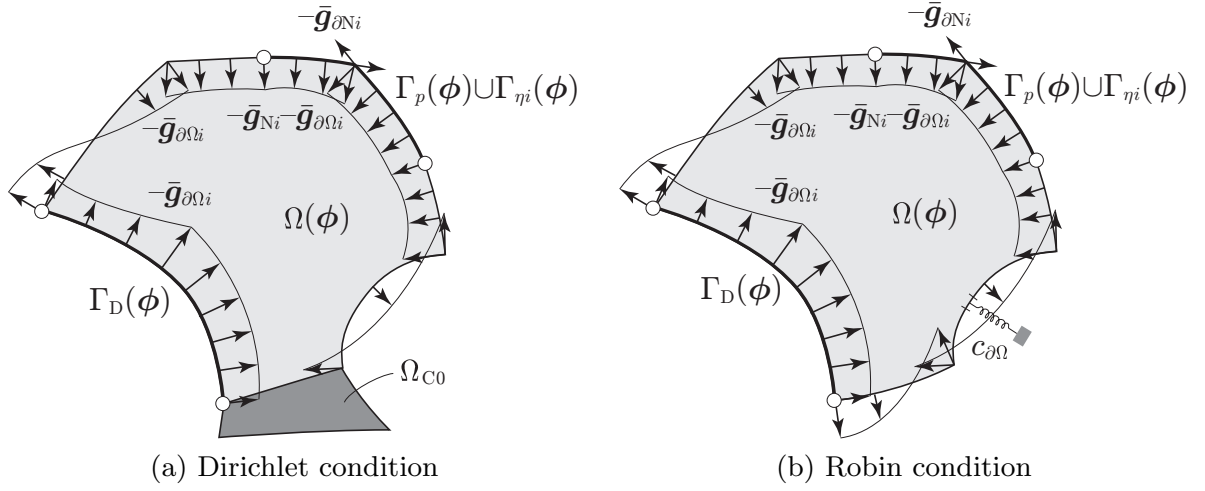 −ḡ∂Ni
Γp(ϕ)∪Γηi(ϕ)
−ḡ∂Ωi
−ḡNi−ḡ∂Ωi
−ḡ∂Ωi
Ω(ϕ)
ΓD(ϕ)
ΩC0
(a) Dirichlet condition
−ḡ∂Ni
Γp(ϕ)∪Γηi(ϕ)
−ḡ∂Ωi
−ḡNi−ḡ∂Ωi
−ḡ∂Ωi
Ω(ϕ)
ΓD(ϕ)
c∂Ω
(b) Robin condition